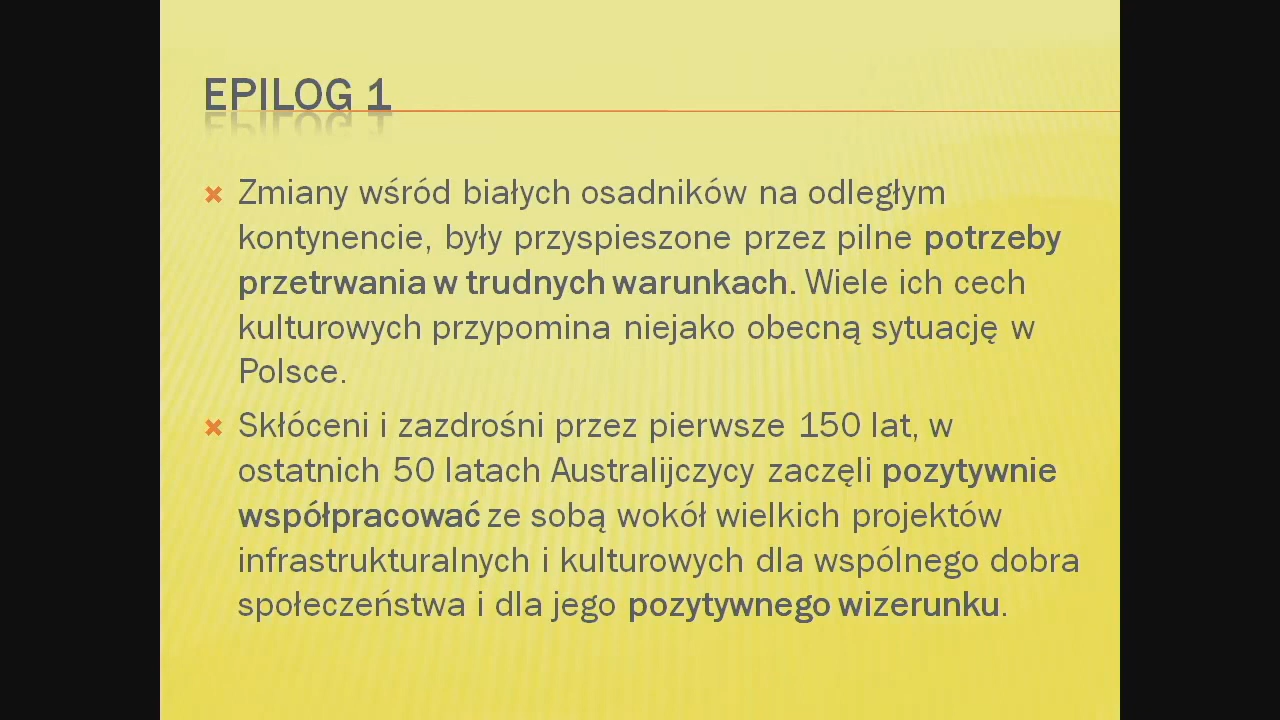 EPILOG 1
Zmiany wśród białych osadników na odległym
kontynencie, były przyspieszone przez pilne potrzeby
przetrwania w trudnych warunkach. Wiele ich cech
kulturowych przypomina niejako obecną sytuację w
Polsce.
Skłóceni i zazdrośni przez pierwsze 150 lat, w
ostatnich 50 latach Australijczycy zaczęli pozytywnie
współpracować ze sobą wokół wielkich projektów
infrastrukturalnych i kulturowych dla wspólnego dobra
społeczeństwa i dla jego pozytywnego wizerunku.